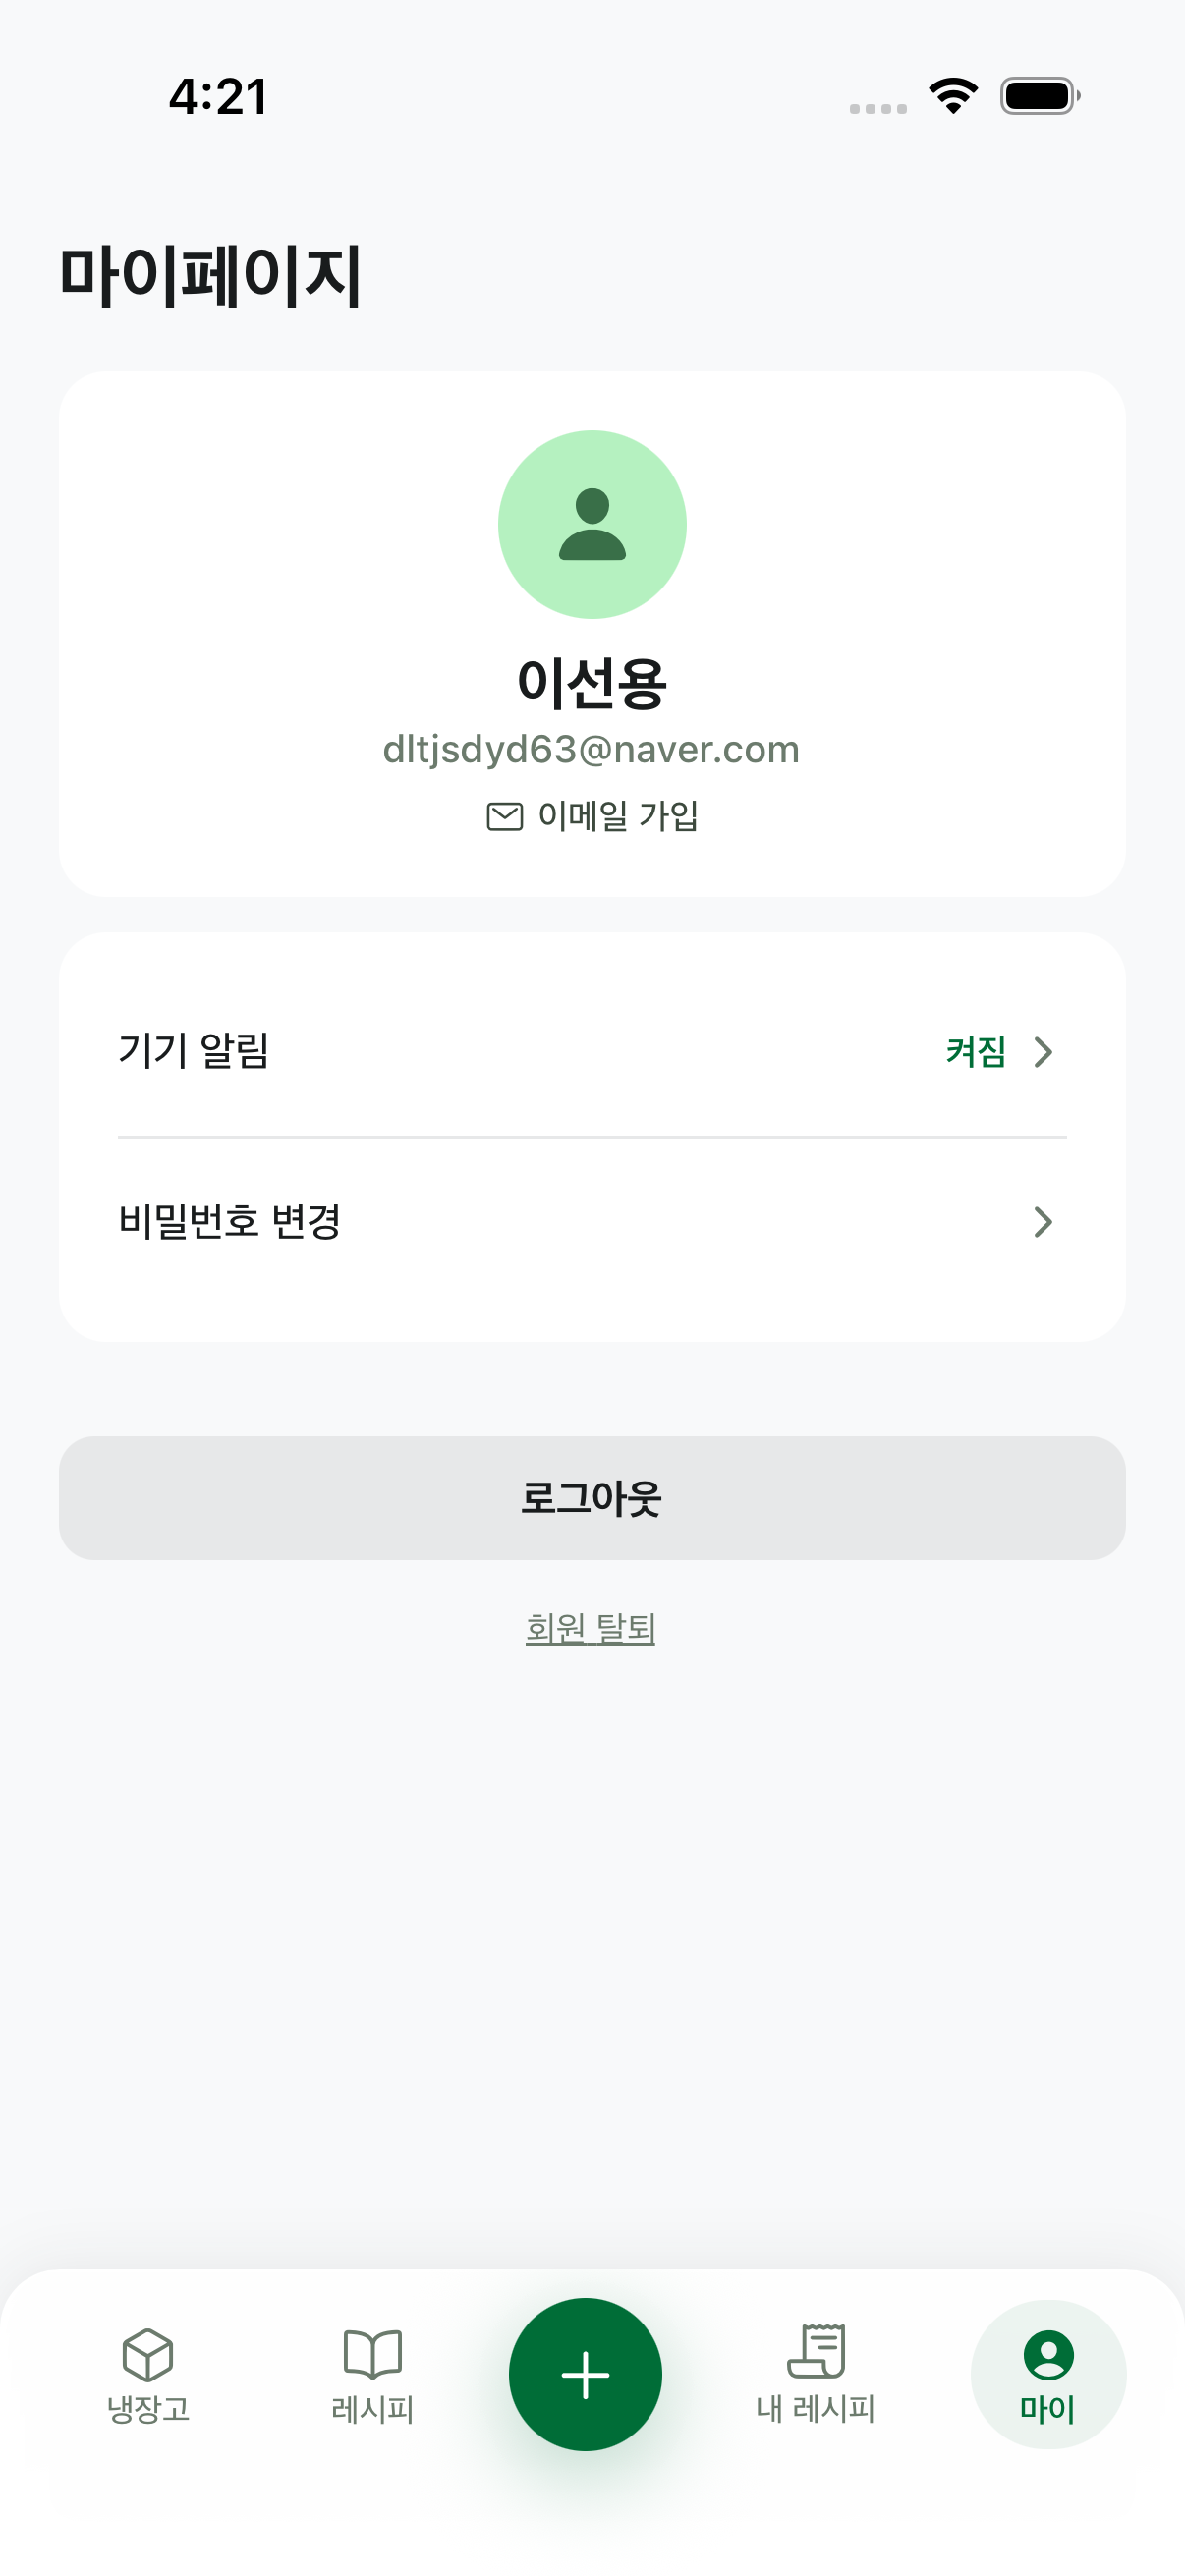 4:21
마이페이지
이선용
dltjsdyd63@naver.com
이메일 가입
기기 알림 켜짐
비밀번호 변경
로그아웃
회원 탈퇴
냉장고 레시피 내 레시피 마이